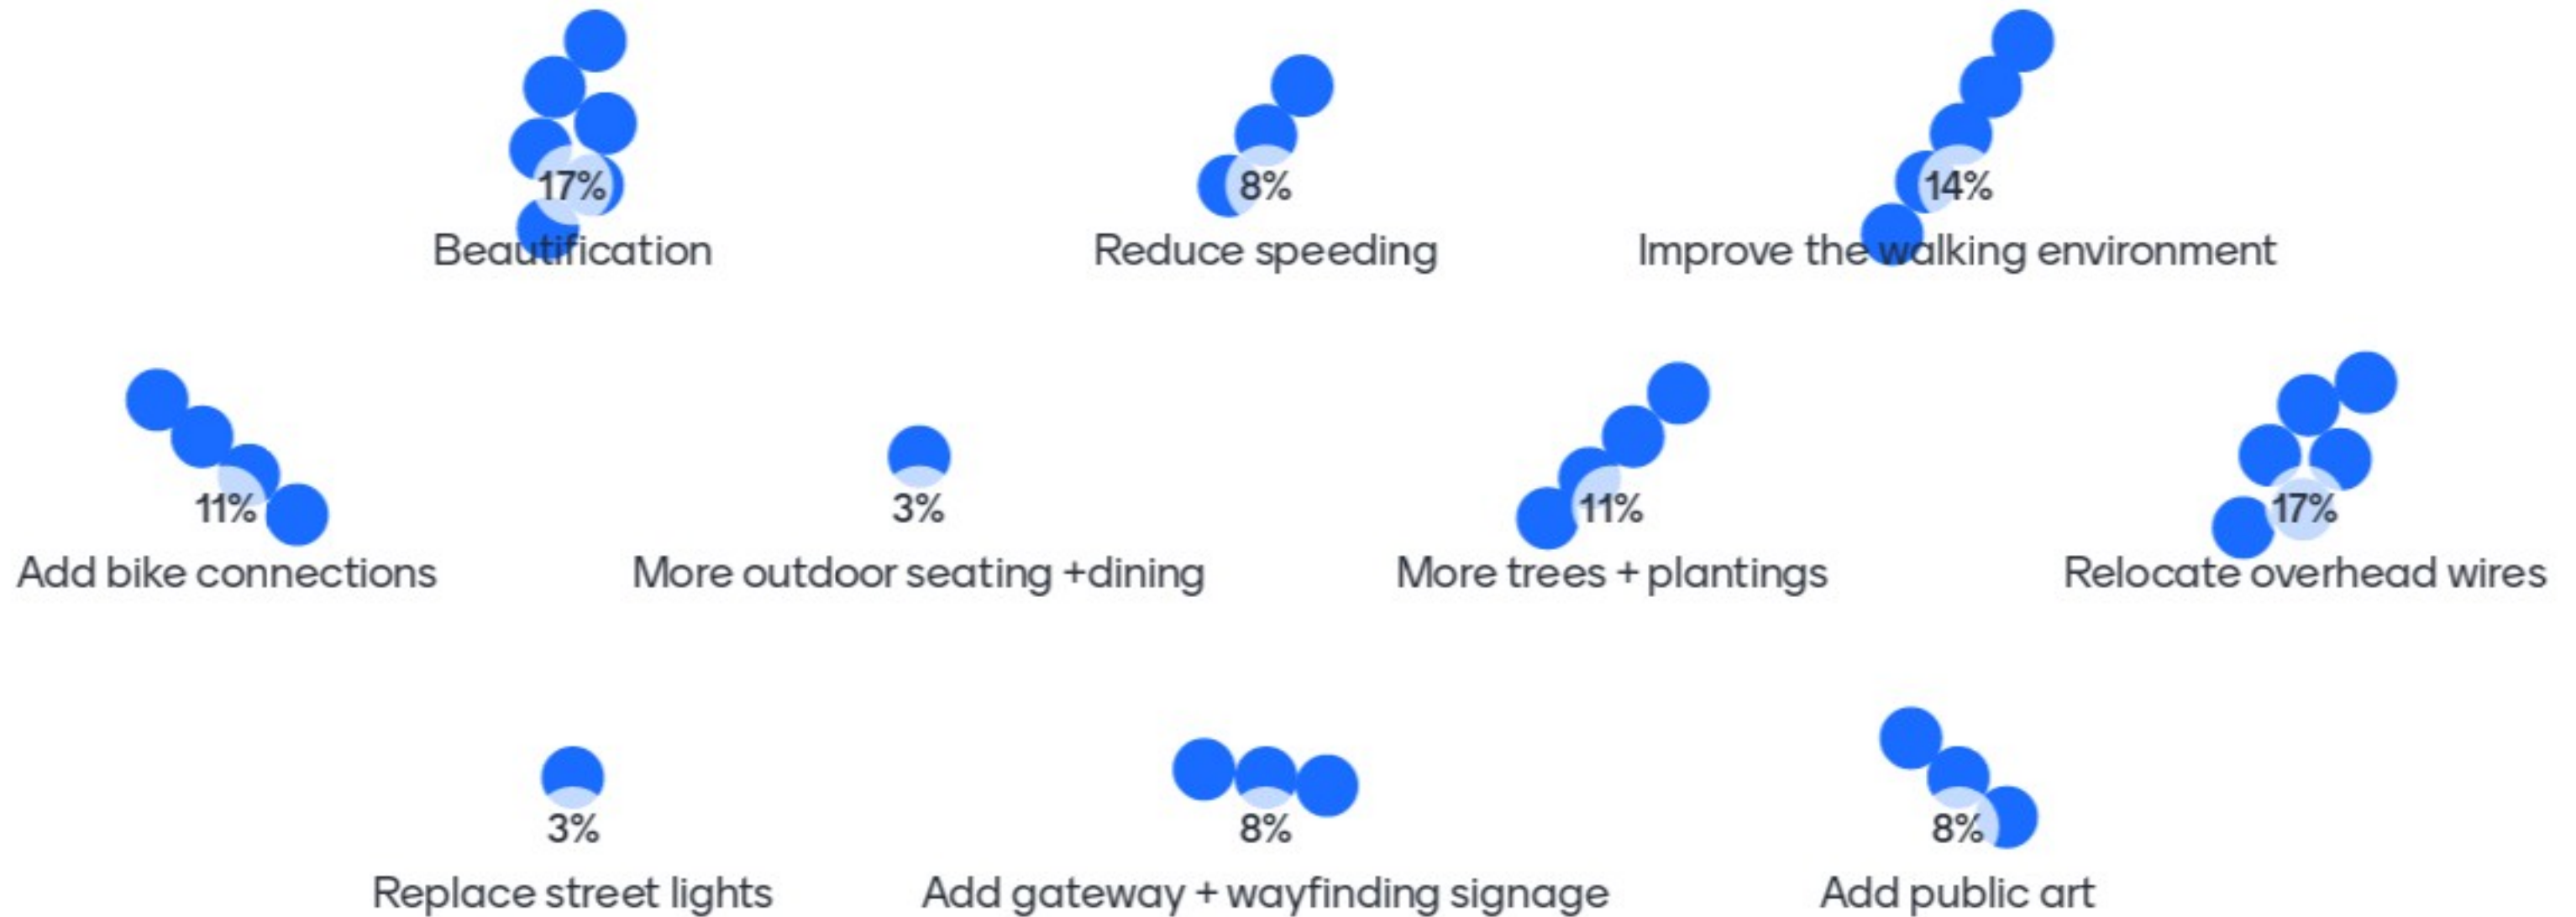 17%
8%
14%
Beautification
Reduce speeding
Improve the walking environment
11%
3%
11%
17%
Add bike connections
More outdoor seating +dining
More trees + plantings
Relocate overhead wires
3%
8%
8%
Replace street lights
Add gateway + wayfinding signage
Add public art